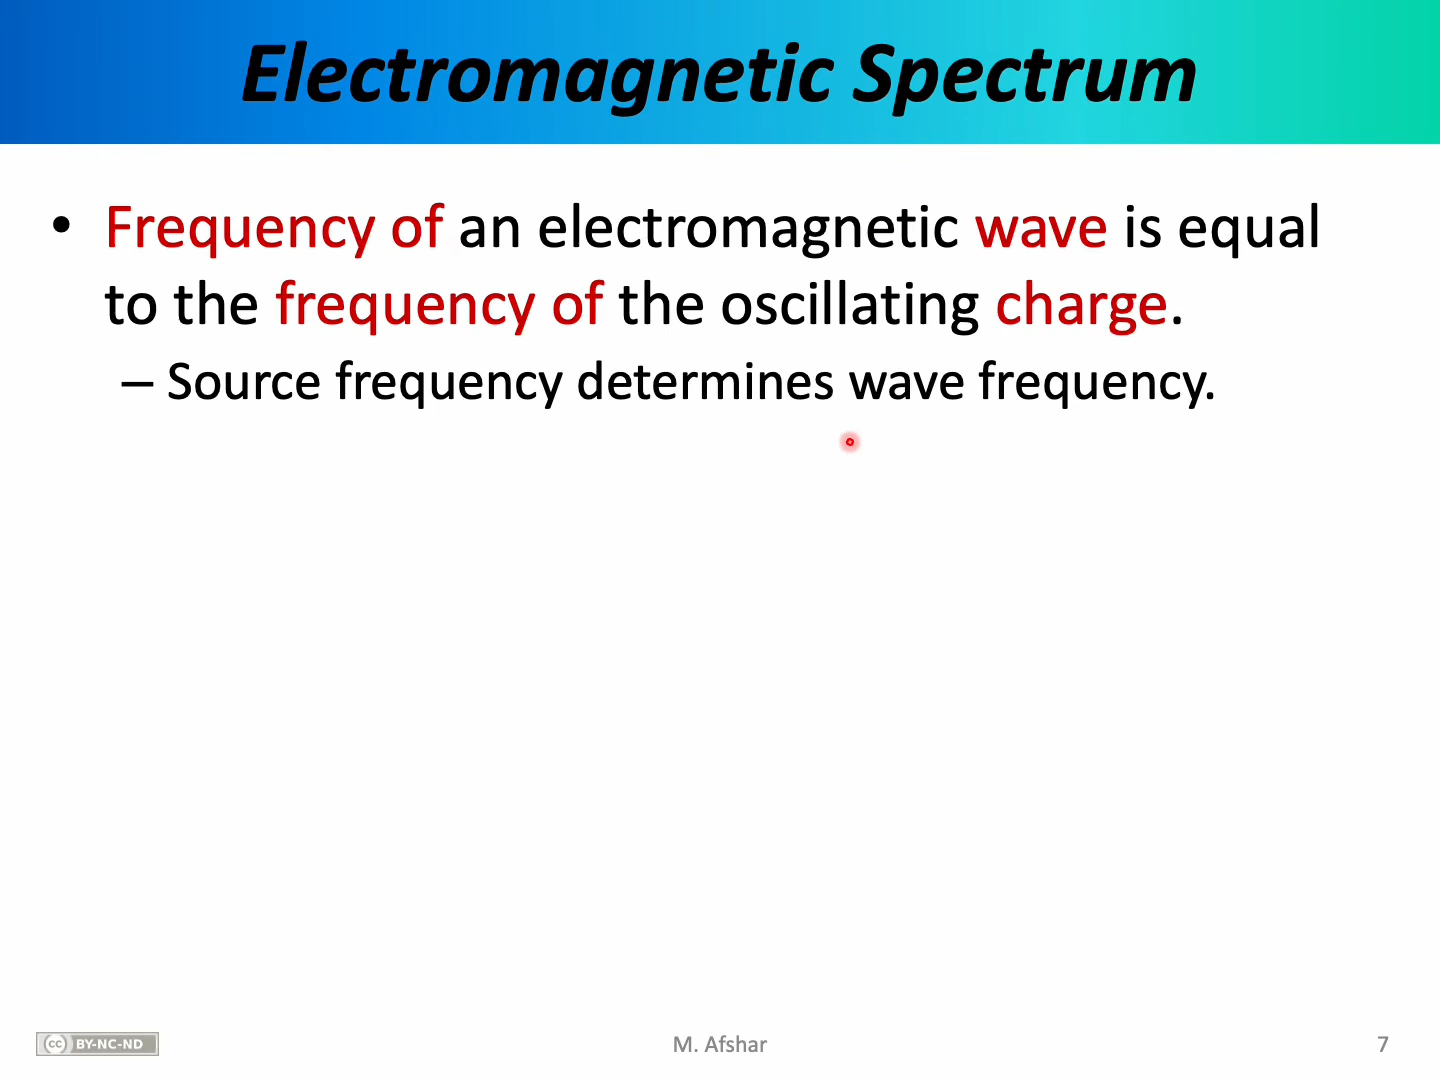 Electromagnetic Spectrum
• Frequency of an electromagnetic wave is equal
to the frequency of the oscillating charge.
– Source frequency determines wave frequency.
cc BY-NC-ND
M. Afshar
7